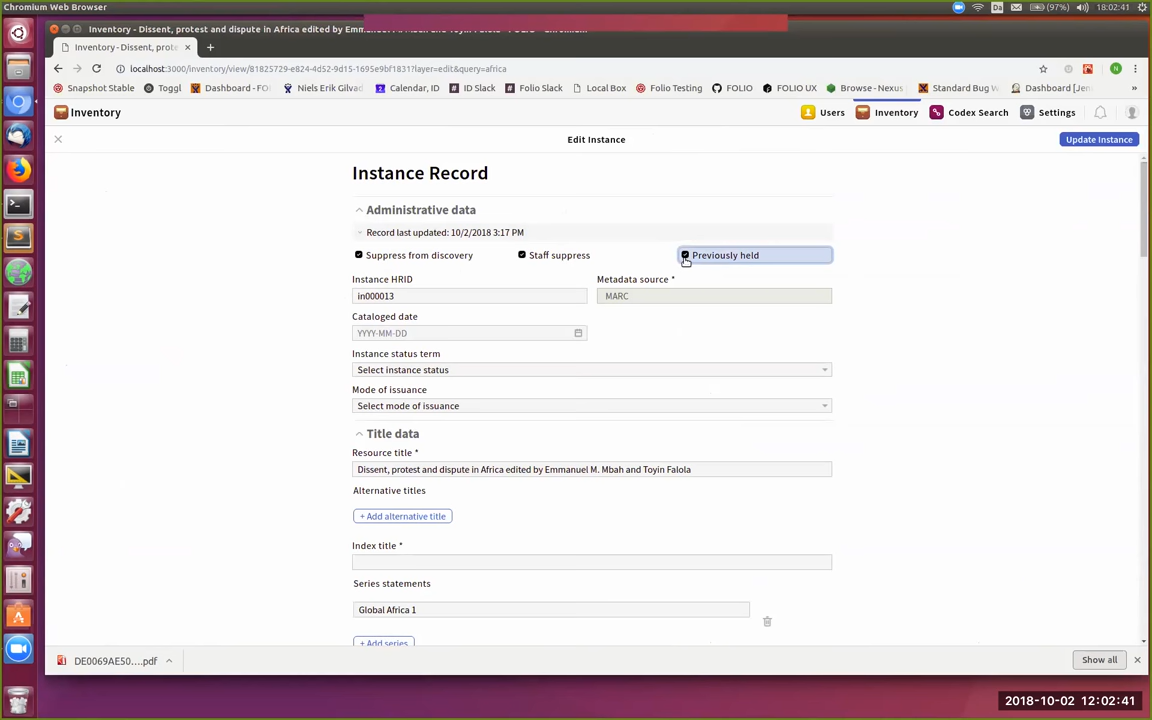 Chromium Web Browser
Da
(97%)
18:02:41
Inventory - Dissent, protest and dispute in Africa edited by
Inventory - Dissent, prote
localhost:3000/inventory/view/81825729-e824-4d52-9d15-1695e9bf1831?layer=edit&query=africa
N
Snapshot Stable
Toggl
Dashboard - FO
Niels Erik Gilvad
Calendar, ID
ID Slack
Folio Slack
Local Box
Folio Testing
FOLIO
FOLIO UX
Browse - Nexus
Standard Bug W
Dashboard [Jen
»
Inventory
Users
Inventory
Codex Search
Settings
Edit Instance
Update Instance
Instance Record
Administrative data
Record last updated: 10/2/2018 3:17 PM
Suppress from discovery
Staff suppress
Previously held
Instance HRID
Metadata source *
in000013
MARC
Cataloged date
YYYY-MM-DD
Instance status term
Select instance status
Mode of issuance
Select mode of issuance
Title data
Resource title *
Dissent, protest and dispute in Africa edited by Emmanuel M. Mbah and Toyin Falola
Alternative titles
+ Add alternative title
Index title *
Series statements
Global Africa 1
+ Add series
DE0069AE50....pdf
Show all
2018-10-02 12:02:41